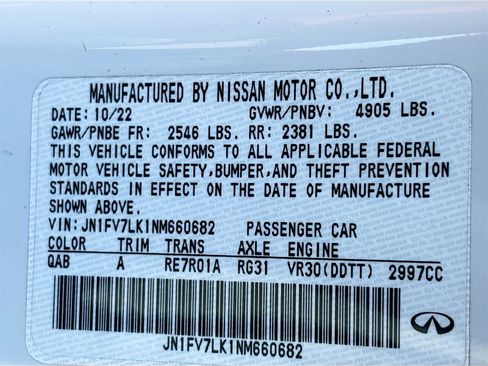 MANUFACTURED BY NISSAN MOTOR CO.,LTD.
DATE: 10/22 GVWR/PNBV: 4905 LBS.
GAWR/PNBE FR: 2546 LBS. RR: 2381 LBS.
THIS VEHICLE CONFORMS TO ALL APPLICABLE FEDERAL
MOTOR VEHICLE SAFETY,BUMPER,AND THEFT PREVENTION
STANDARDS IN EFFECT ON THE DATE OF MANUFACTURE
SHOWN ABOVE.
VIN: JN1FV7LK1NM660682 PASSENGER CAR
COLOR TRIM TRANS AXLE ENGINE
QAB A RE7R01A RG31 VR30(DDTT) 2997CC
JN1FV7LK1NM660682